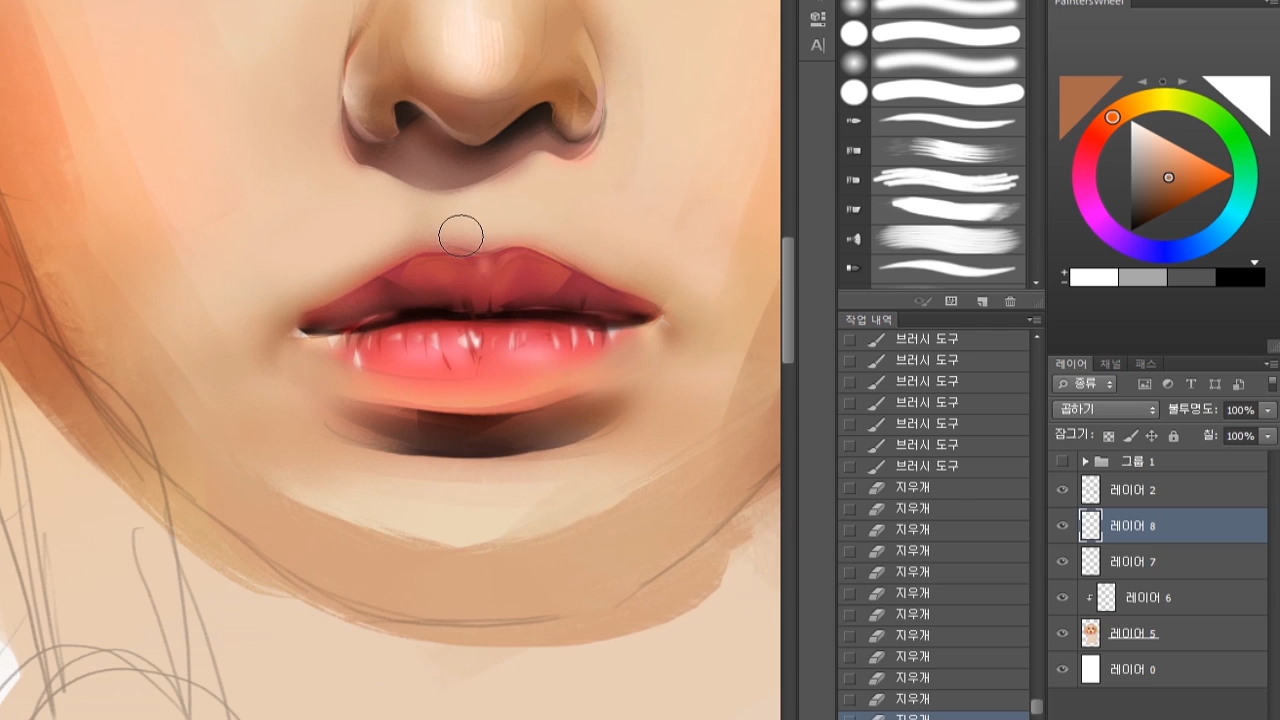 PaintersWheel
A|
작업 내역
브러시 도구
브러시 도구
브러시 도구
브러시 도구
브러시 도구
브러시 도구
브러시 도구
지우개
지우개
지우개
지우개
지우개
지우개
지우개
지우개
지우개
지우개
지우개
지우개
레이어 채널 패스
종류
곱하기 불투명도: 100%
잠그기: 칠: 100%
그룹 1
레이어 2
레이어 8
레이어 7
레이어 6
레이어 5
레이어 0